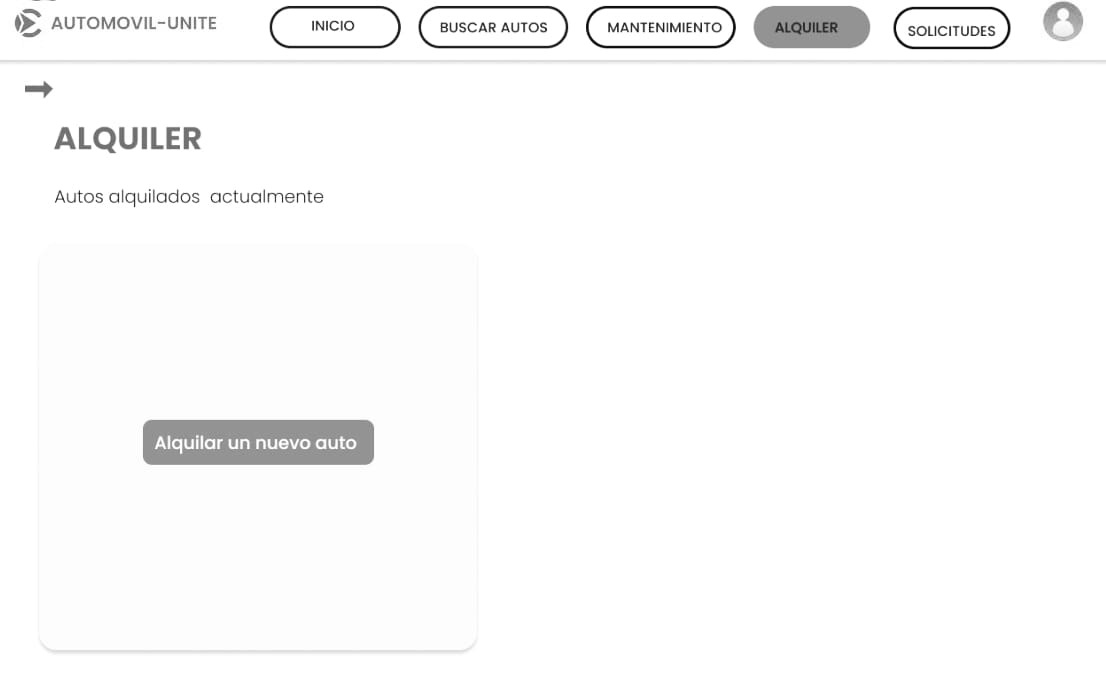 AUTOMOVIL-UNITE
INICIO
BUSCAR AUTOS
MANTENIMIENTO
ALQUILER
SOLICITUDES
ALQUILER
Autos alquilados actualmente
Alquilar un nuevo auto